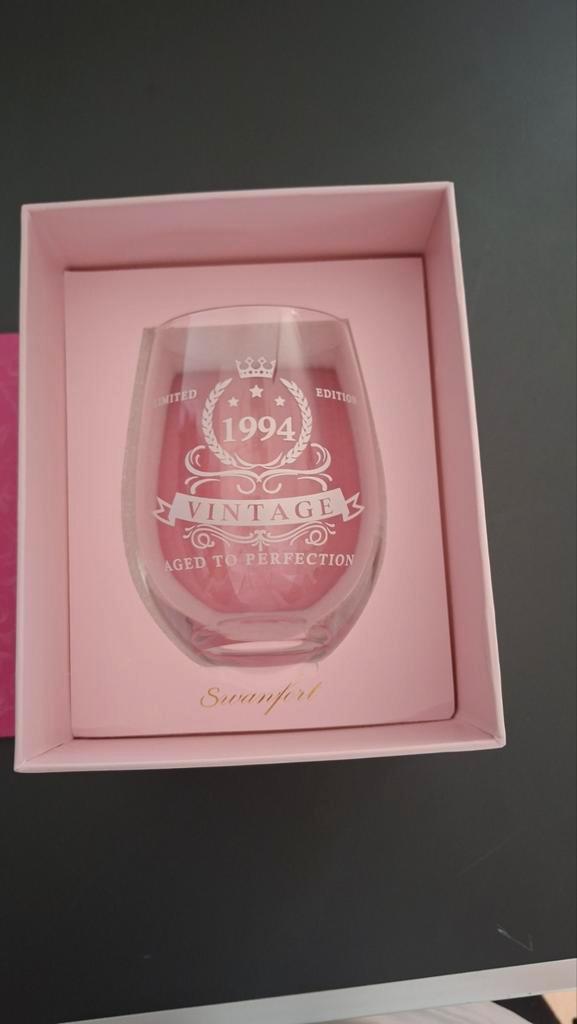 LIMITED EDITION
1994
VINTAGE
AGED TO PERFECTION
Swanfort